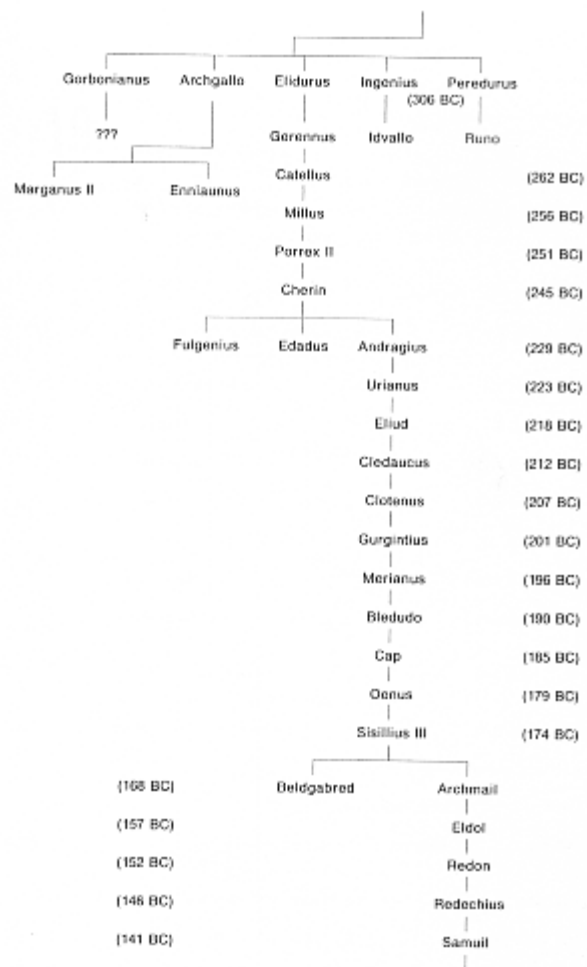 Gorbonianus Archgallo Elidurus Ingenius Peredurus
(306 BC)
??? Gerennus Idvallo Runo
Catellus (262 BC)
Marganus II Enniaunus
Millus (256 BC)
Porrex II (251 BC)
Cherin (245 BC)
Fulgenius Edadus Andragius (229 BC)
Urianus (223 BC)
Eliud (218 BC)
Cledaucus (212 BC)
Clotenus (207 BC)
Gurgintius (201 BC)
Merianus (196 BC)
Bledudo (190 BC)
Cap (185 BC)
Oenus (179 BC)
Sisillius III (174 BC)
(168 BC) Beldgabred Archmail
(157 BC) Eldol
(152 BC) Redon
(146 BC) Redechius
(141 BC) Samuil